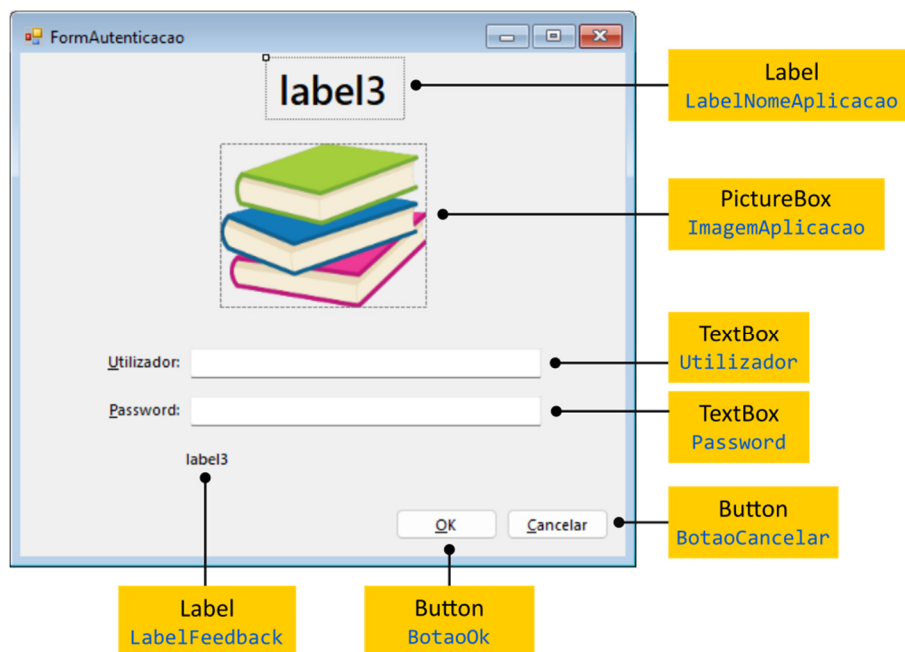 FormAutenticacao
label3
Label
LabelNomeAplicacao
PictureBox
ImagemAplicacao
Utilizador:
TextBox
Utilizador
Password:
TextBox
Password
label3
OK
Cancelar
Button
BotaoCancelar
Label
LabelFeedback
Button
BotaoOk